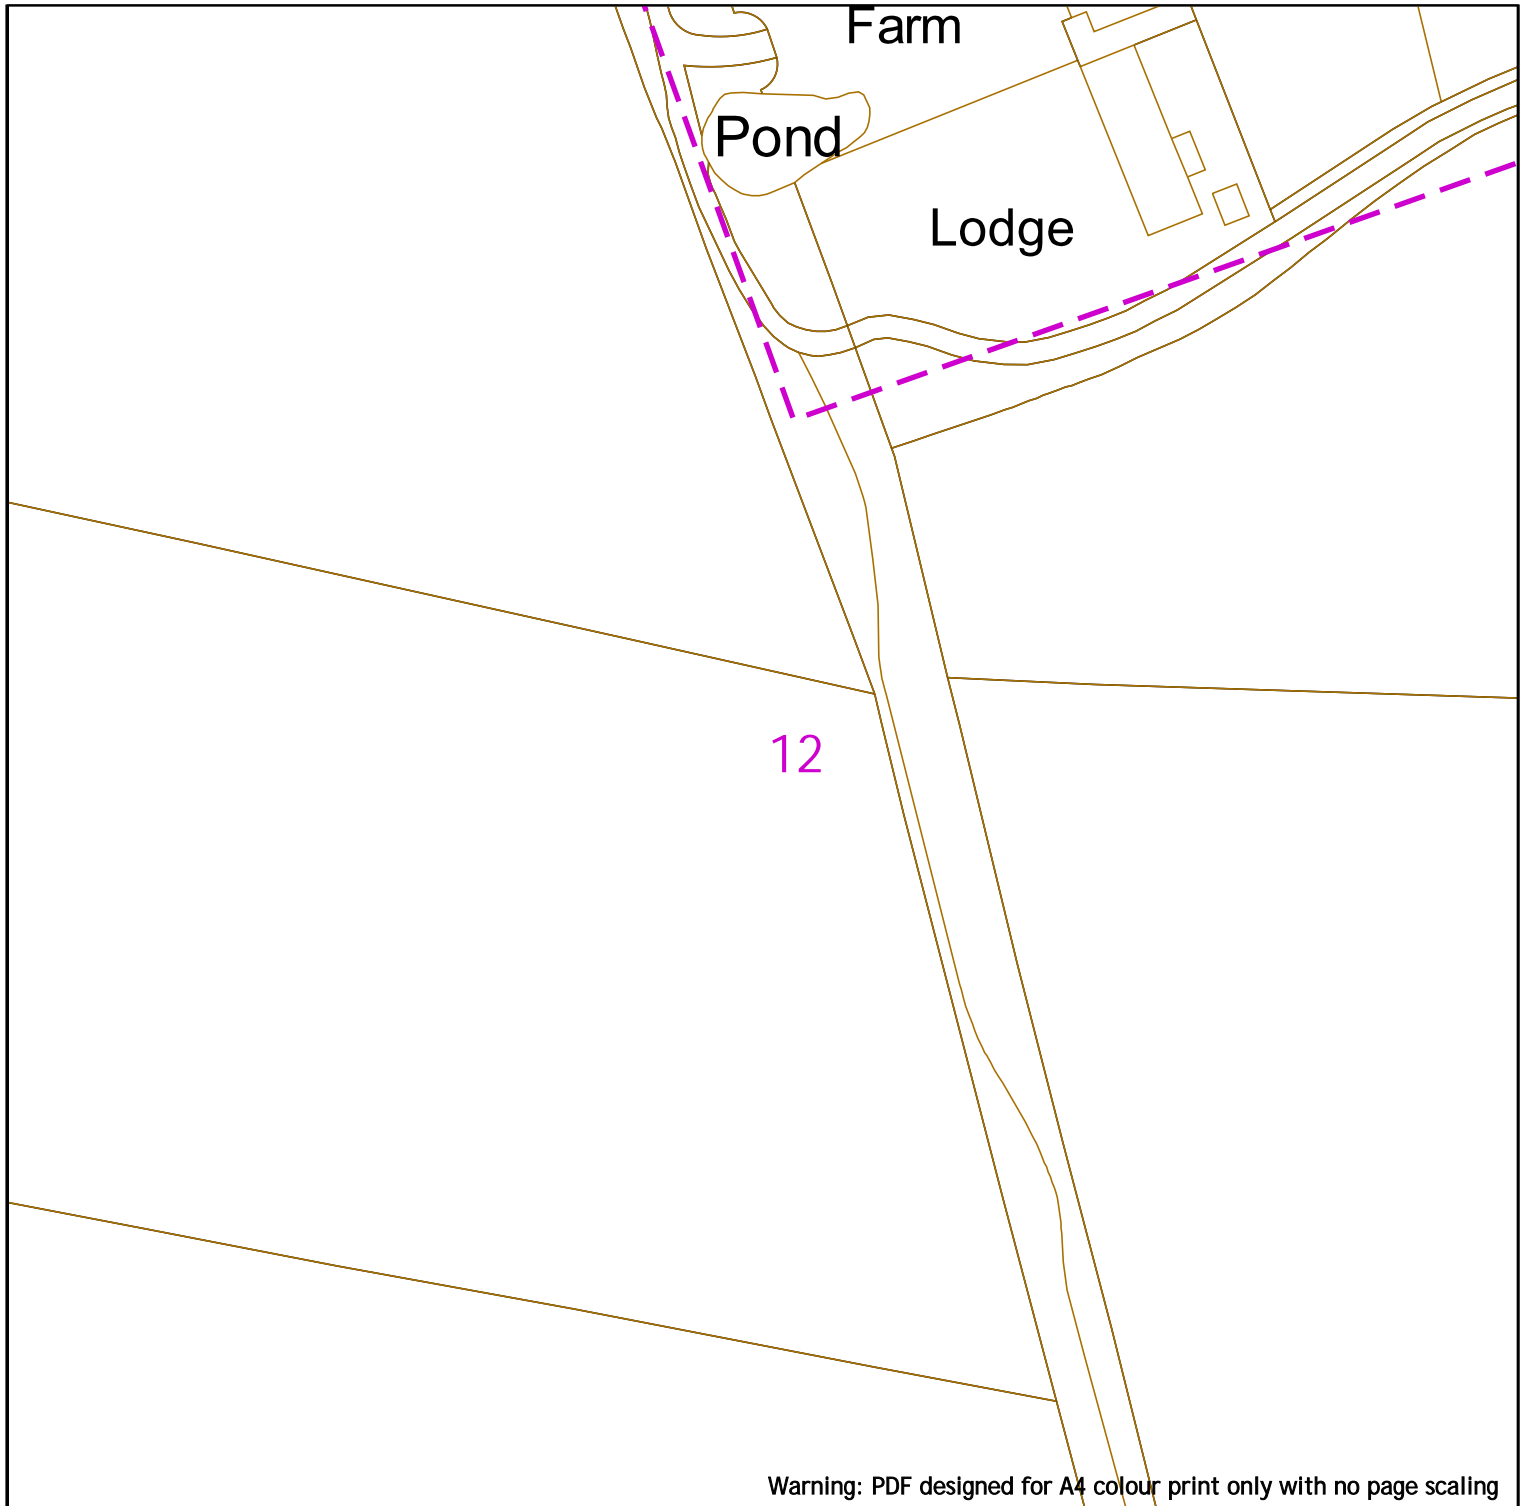 Farm
Pond
Lodge
12
Warning: PDF designed for A4 colour print only with no page scaling